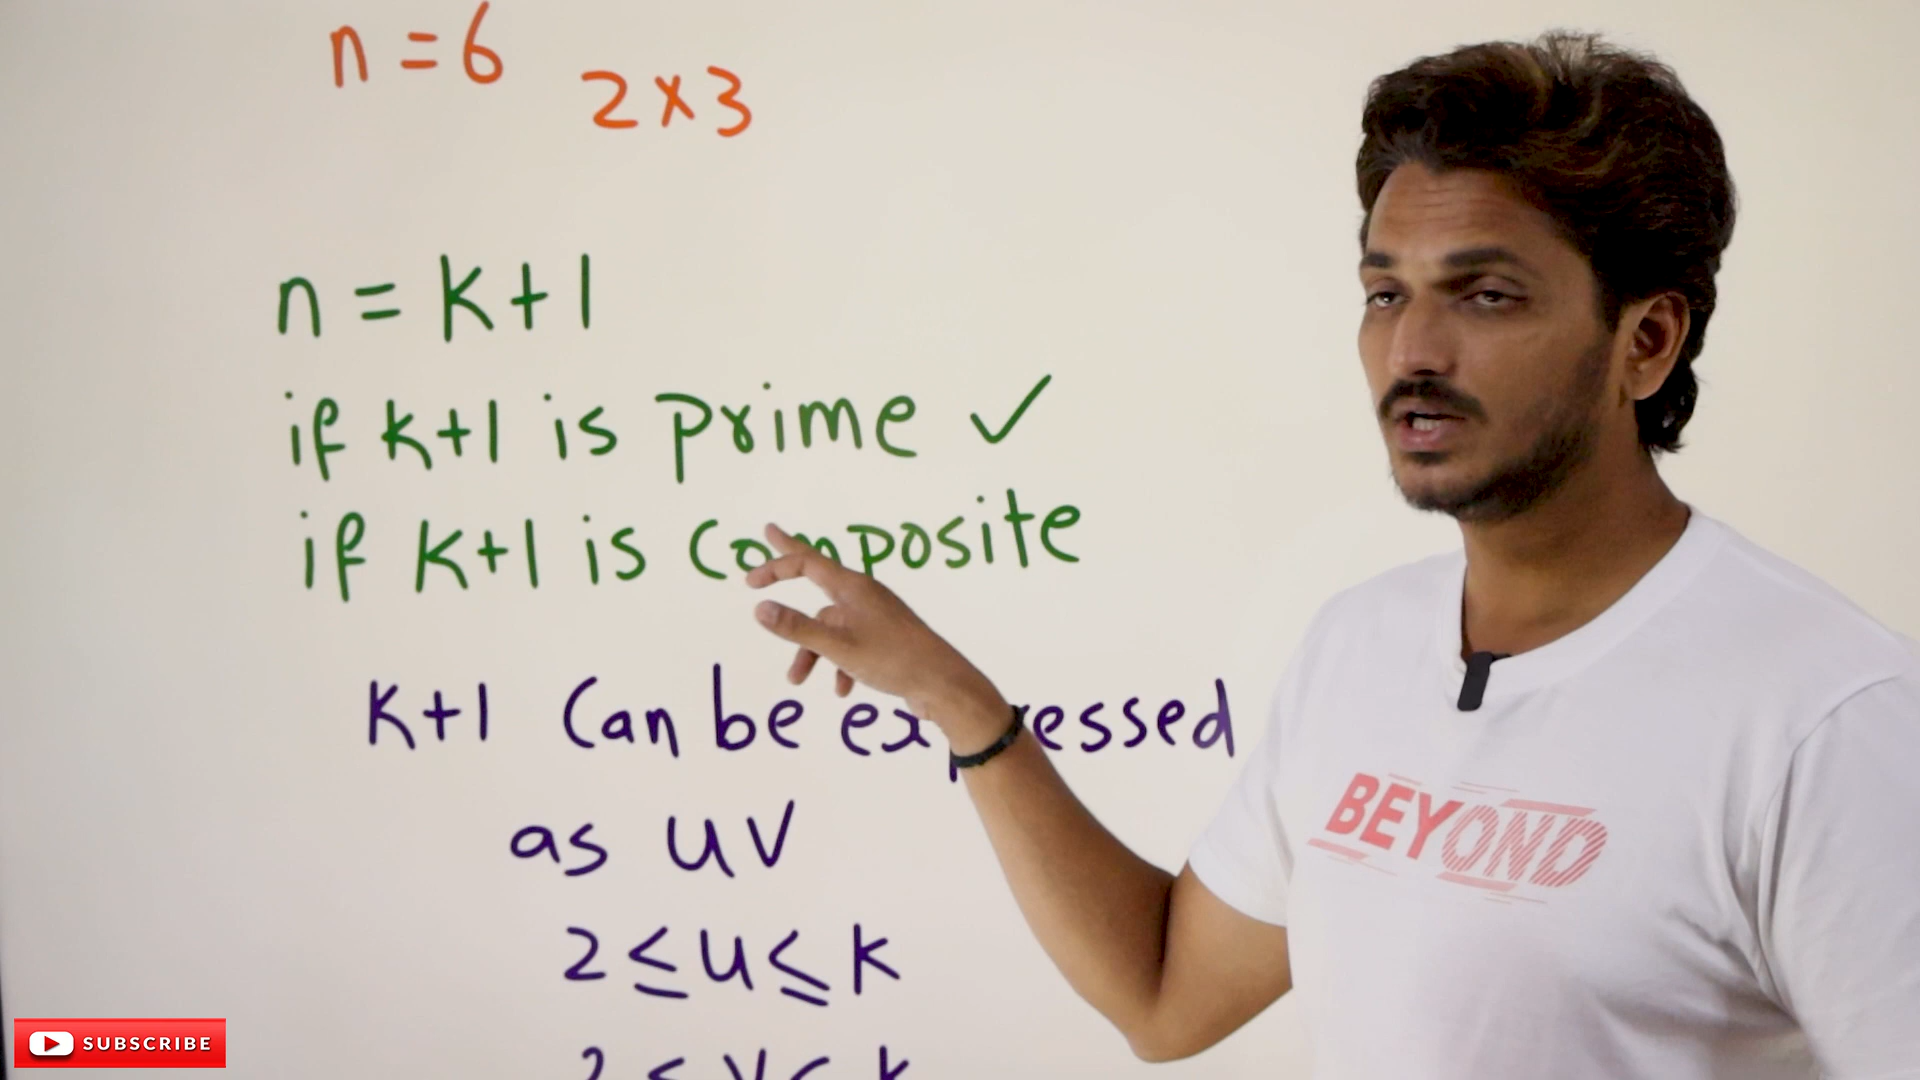 n = 6
2 x 3
n = k + 1
if k+1 is prime ✓
if k+1 is composite
k+1 can be expressed
as u v
2 ≤ u ≤ k
2 ≤ v ≤ k
BEYOND
SUBSCRIBE